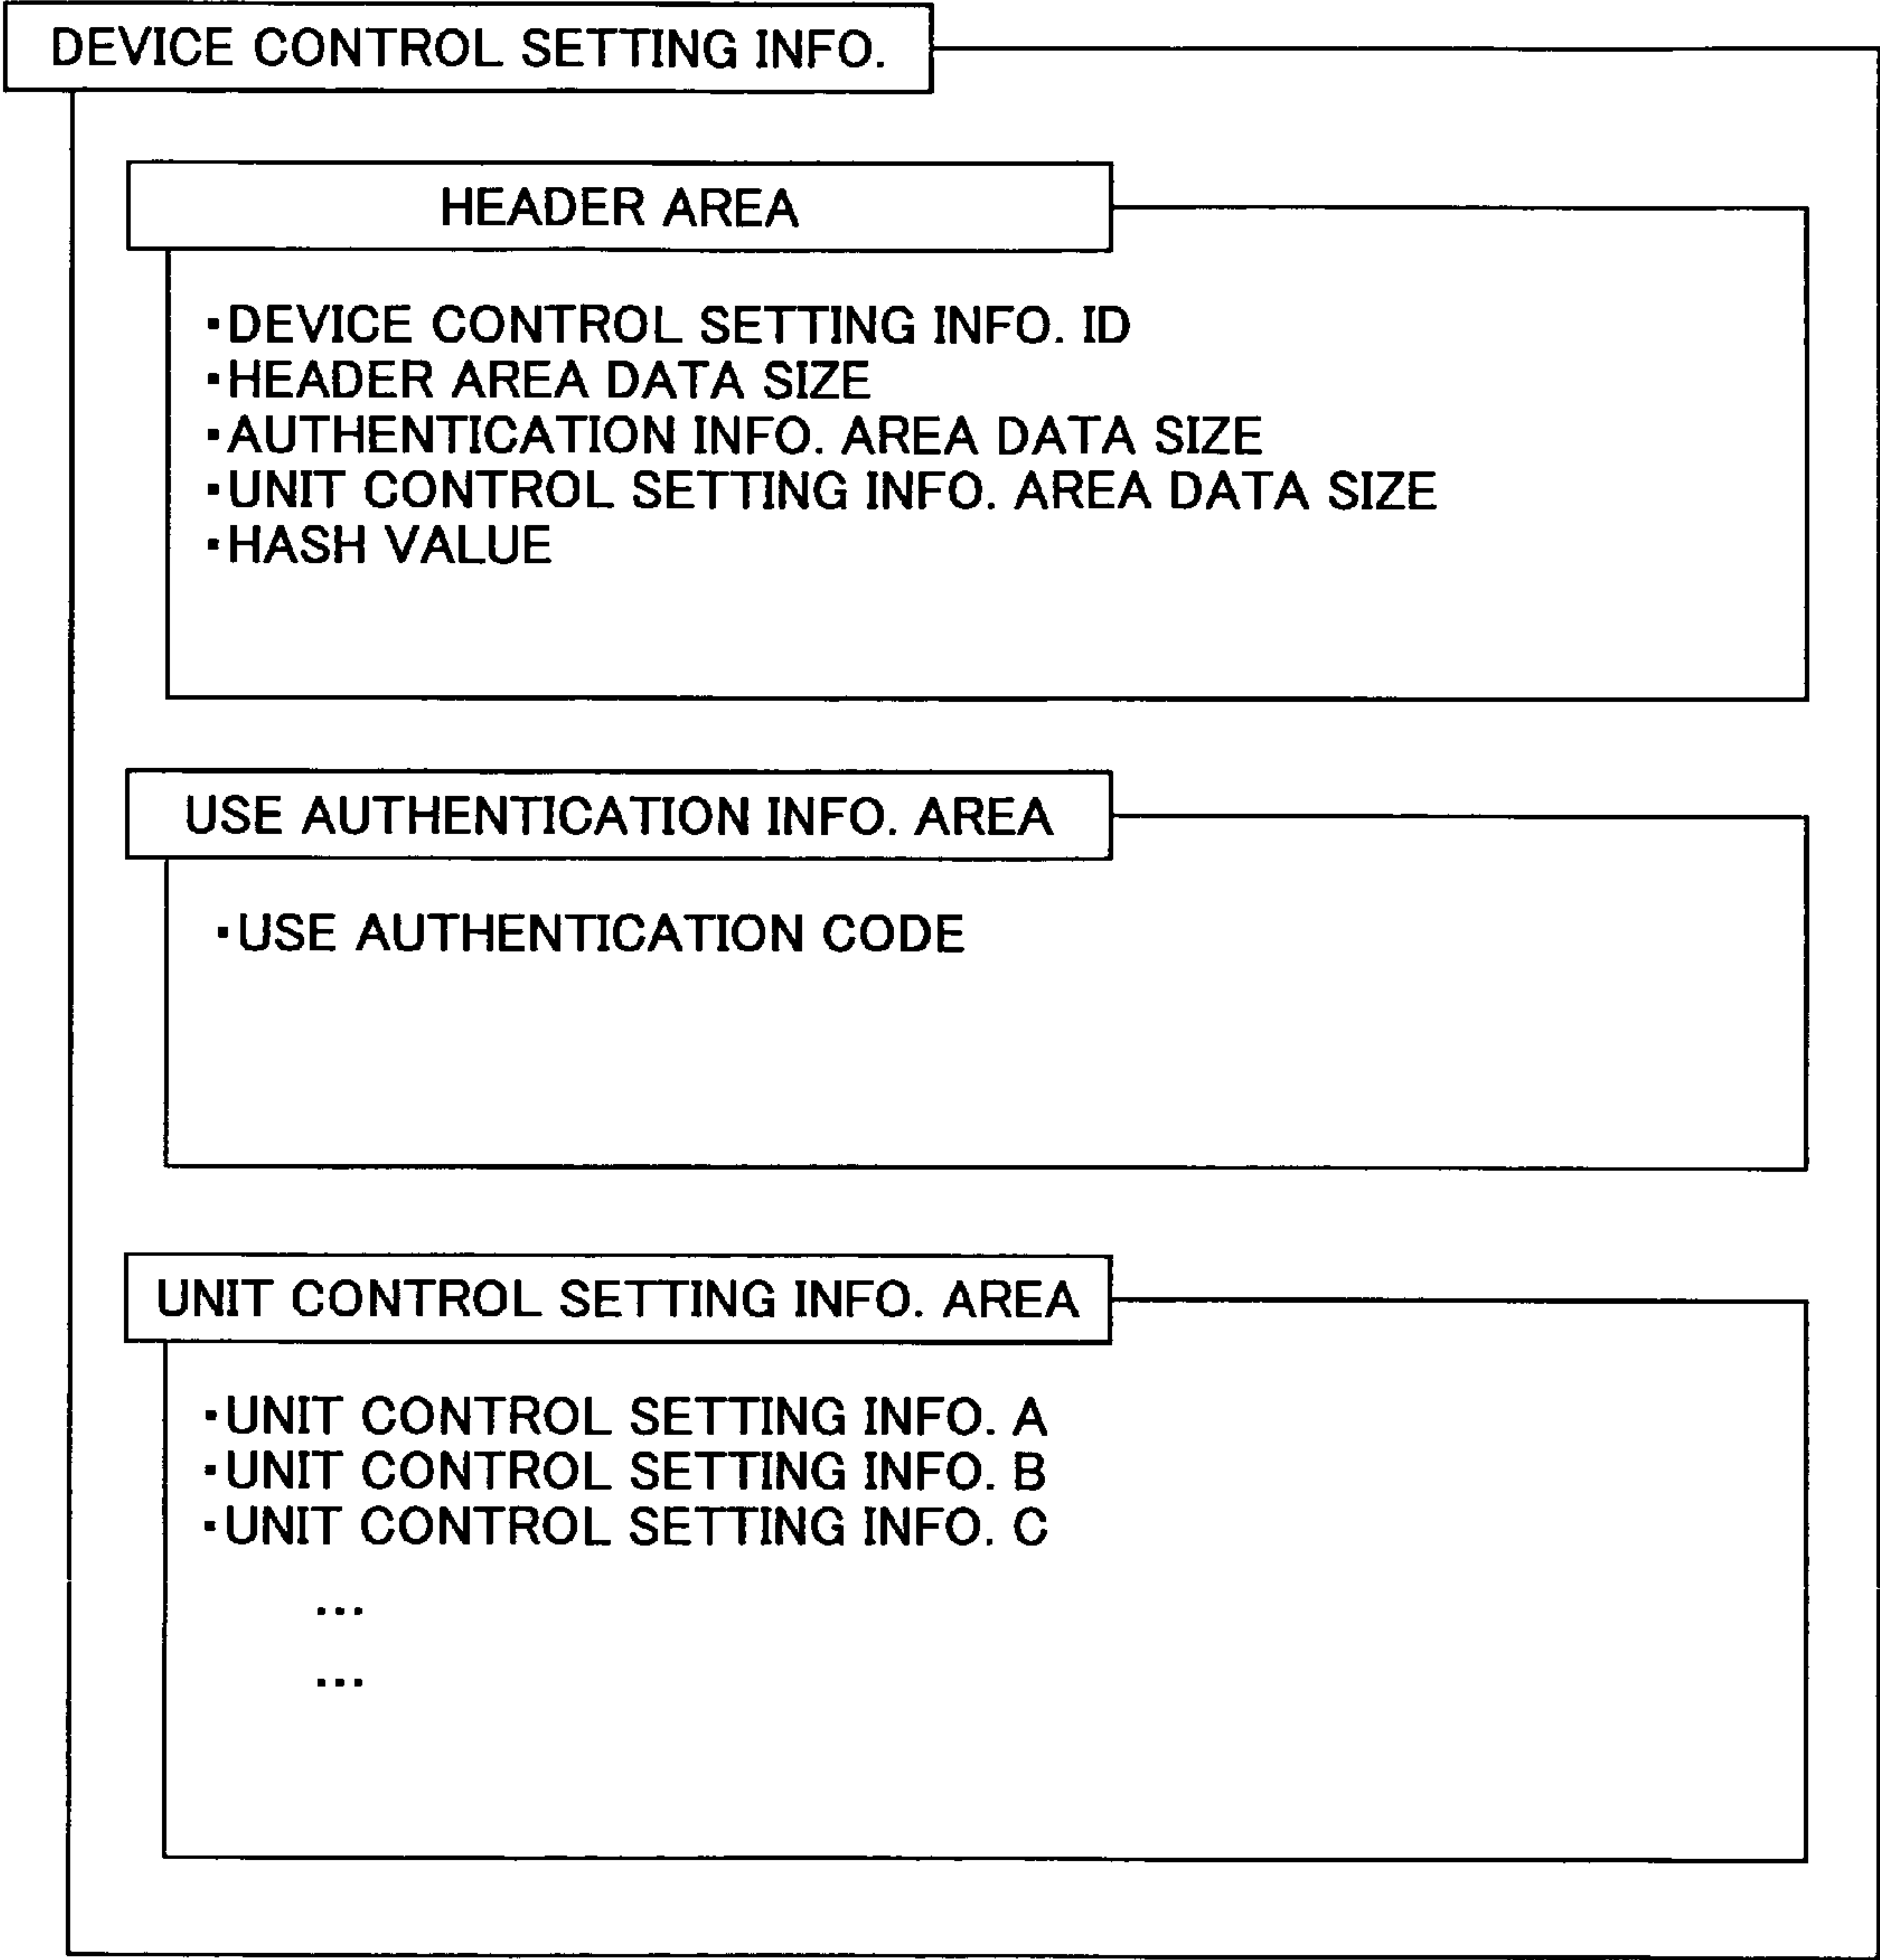 DEVICE CONTROL SETTING INFO.
HEADER AREA
▪DEVICE CONTROL SETTING INFO. ID
▪HEADER AREA DATA SIZE
▪AUTHENTICATION INFO. AREA DATA SIZE
▪UNIT CONTROL SETTING INFO. AREA DATA SIZE
▪HASH VALUE
USE AUTHENTICATION INFO. AREA
▪USE AUTHENTICATION CODE
UNIT CONTROL SETTING INFO. AREA
▪UNIT CONTROL SETTING INFO. A
▪UNIT CONTROL SETTING INFO. B
▪UNIT CONTROL SETTING INFO. C
...
...